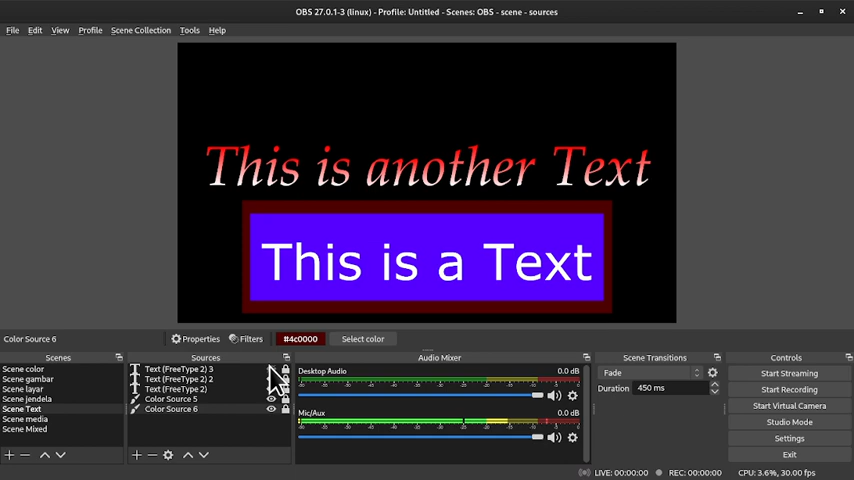 OBS 27.0.1-3 (linux) - Profile: Untitled - Scenes: OBS - scene - sources
File Edit View Profile Scene Collection Tools Help
This is another Text
This is a Text
Color Source 6 Properties Filters #4c0000 Select color
Scenes Sources Audio Mixer Scene Transitions Controls
Scene color
Scene gambar
Scene layar
Scene jendela
Scene Text
Scene media
Scene Mixed
Text (FreeType 2) 3
Text (FreeType 2) 2
Text (FreeType 2)
Color Source 5
Color Source 6
Desktop Audio 0.0 dB
Mic/Aux 0.0 dB
Fade
Duration 450 ms
Start Streaming
Start Recording
Start Virtual Camera
Studio Mode
Settings
Exit
LIVE: 00:00:00 REC: 00:00:00 CPU: 3.6%, 30.00 fps